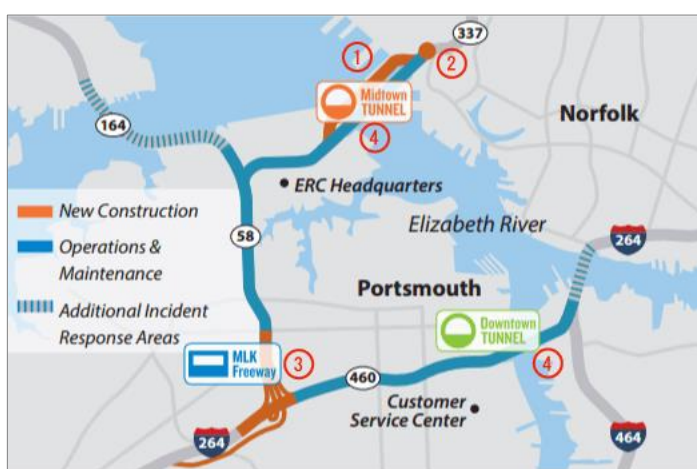 337
①
②
Midtown
TUNNEL
④
164
Norfolk
ERC Headquarters
New Construction
58
Elizabeth River
264
Operations &
Maintenance
Portsmouth
Additional Incident
Response Areas
Downtown
TUNNEL
MLK
Freeway
③
④
460
Customer
Service Center
264
464